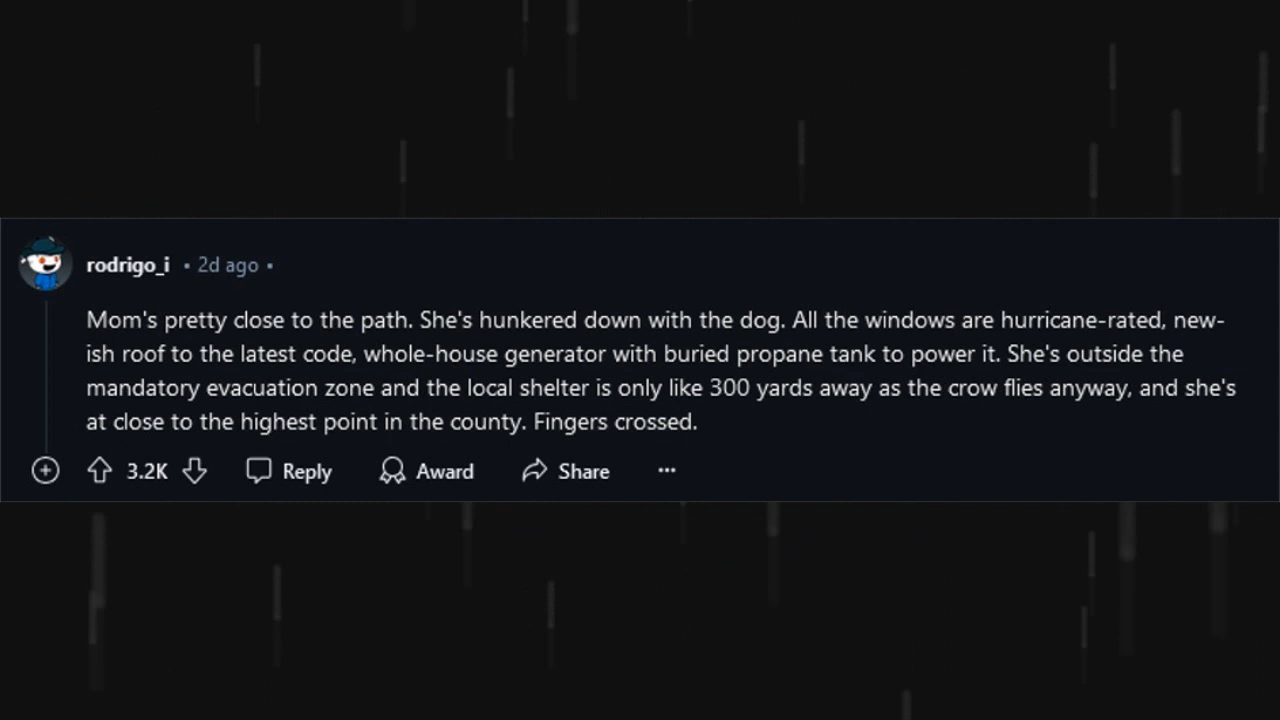 rodrigo_i • 2d ago •
Mom's pretty close to the path. She's hunkered down with the dog. All the windows are hurricane-rated, new-
ish roof to the latest code, whole-house generator with buried propane tank to power it. She's outside the
mandatory evacuation zone and the local shelter is only like 300 yards away as the crow flies anyway, and she's
at close to the highest point in the county. Fingers crossed.
3.2K Reply Award Share ···